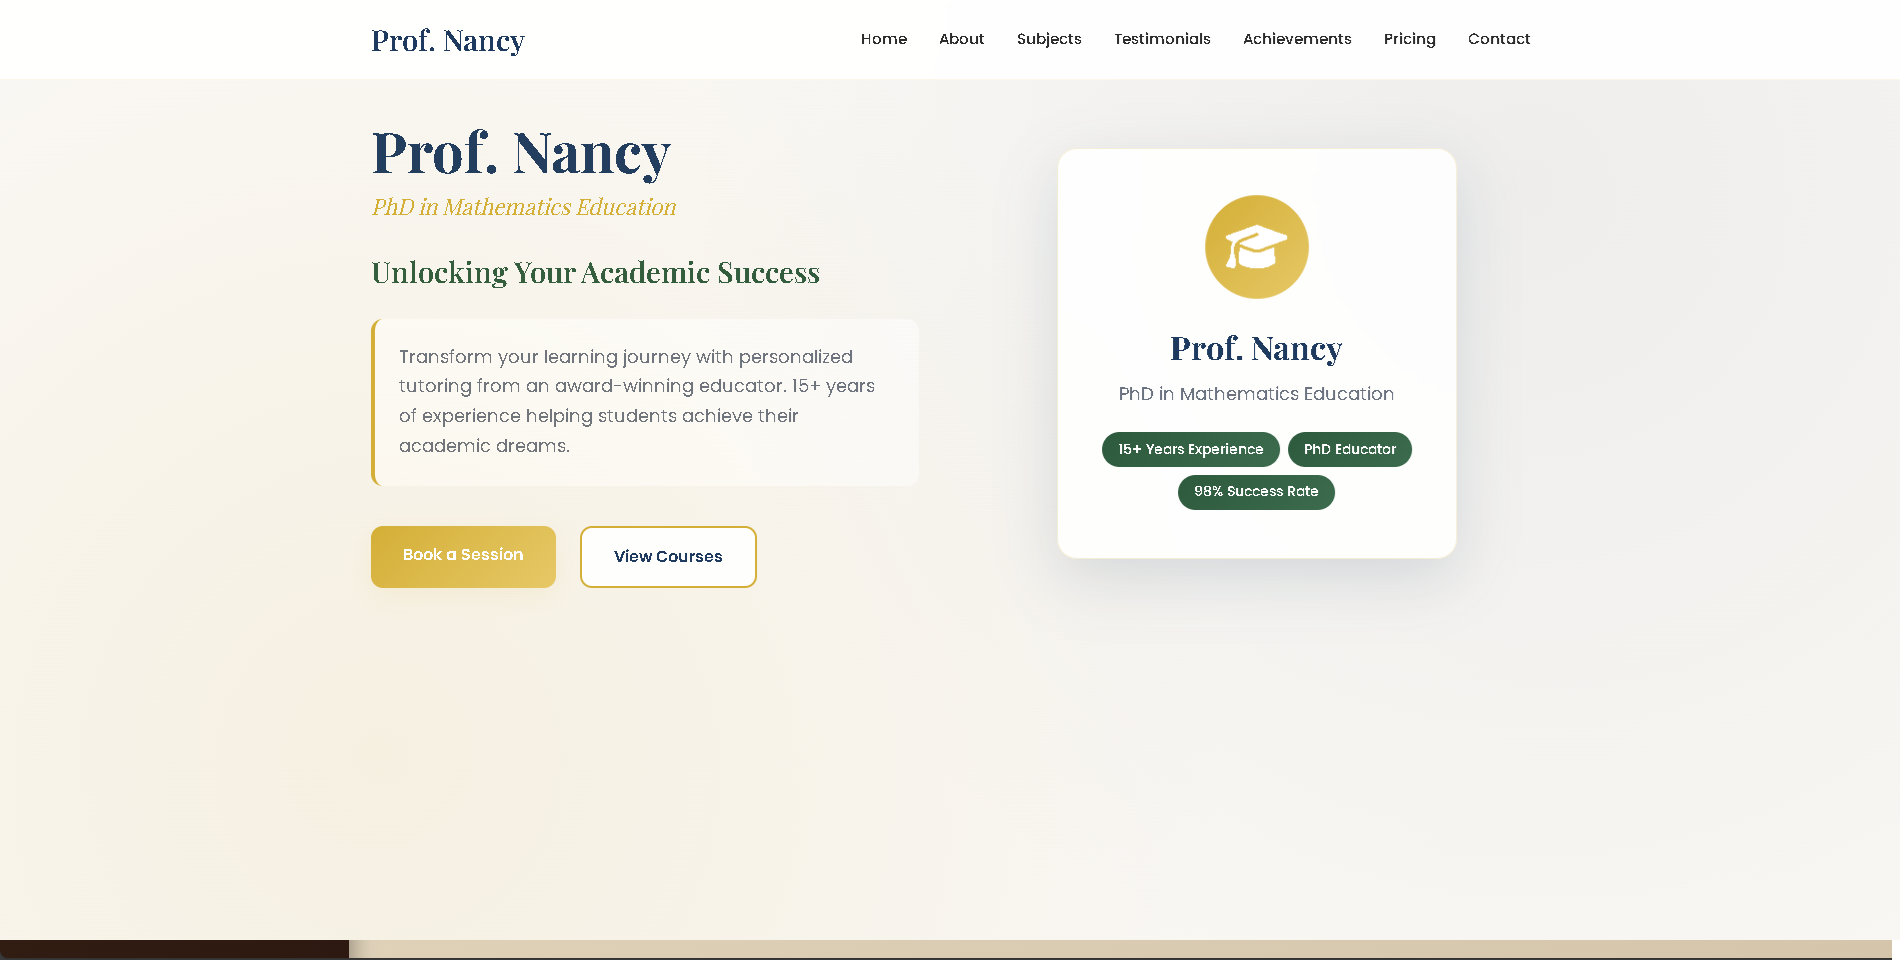 Prof. Nancy
Home About Subjects Testimonials Achievements Pricing Contact
Prof. Nancy
PhD in Mathematics Education
Unlocking Your Academic Success
Transform your learning journey with personalized
tutoring from an award-winning educator. 15+ years
of experience helping students achieve their
academic dreams.
Book a Session
View Courses
Prof. Nancy
PhD in Mathematics Education
15+ Years Experience
PhD Educator
98% Success Rate